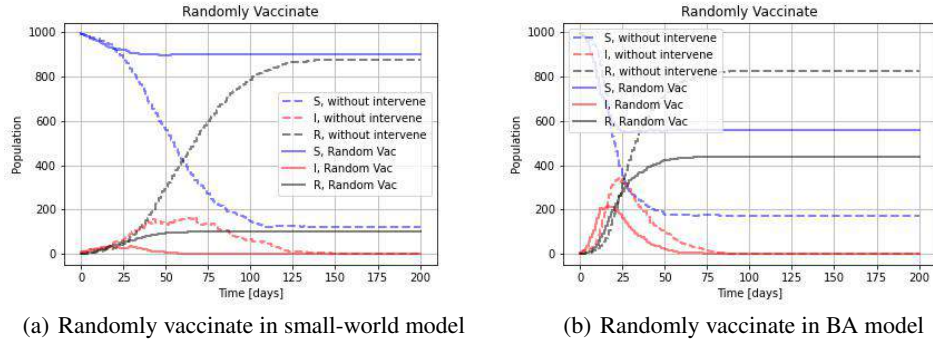 Randomly Vaccinate
1000
800
600
400
200
0
Population
S, without intervene
I, without intervene
R, without intervene
S, Random Vac
I, Random Vac
R, Random Vac
0 25 50 75 100 125 150 175 200
Time [days]
(a) Randomly vaccinate in small-world model
Randomly Vaccinate
1000
800
600
400
200
0
Population
S, without intervene
I, without intervene
R, without intervene
S, Random Vac
I, Random Vac
R, Random Vac
0 25 50 75 100 125 150 175 200
Time [days]
(b) Randomly vaccinate in BA model